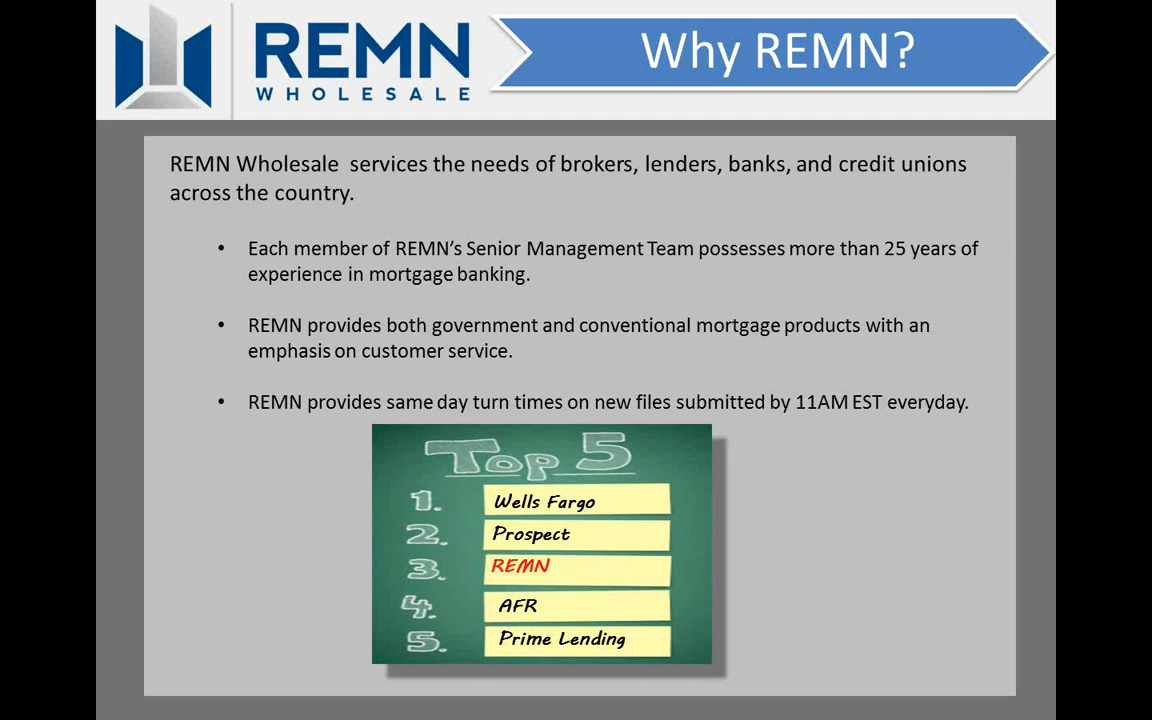 REMN
WHOLESALE
Why REMN?
REMN Wholesale services the needs of brokers, lenders, banks, and credit unions
across the country.
• Each member of REMN’s Senior Management Team possesses more than 25 years of
experience in mortgage banking.
• REMN provides both government and conventional mortgage products with an
emphasis on customer service.
• REMN provides same day turn times on new files submitted by 11AM EST everyday.
Top 5
1. Wells Fargo
2. Prospect
3. REMN
4. AFR
5. Prime Lending